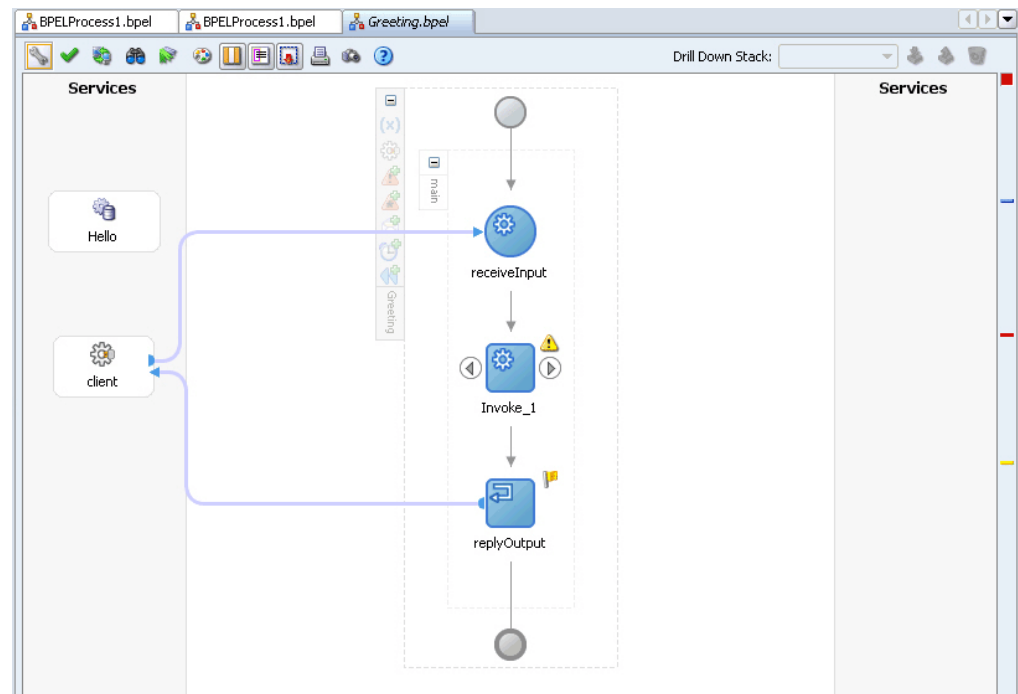 BPELProcess1.bpel
BPELProcess1.bpel
Greeting.bpel
Drill Down Stack:
Services
Services
(x)
main
Hello
receiveInput
Greeting
client
Invoke_1
replyOutput